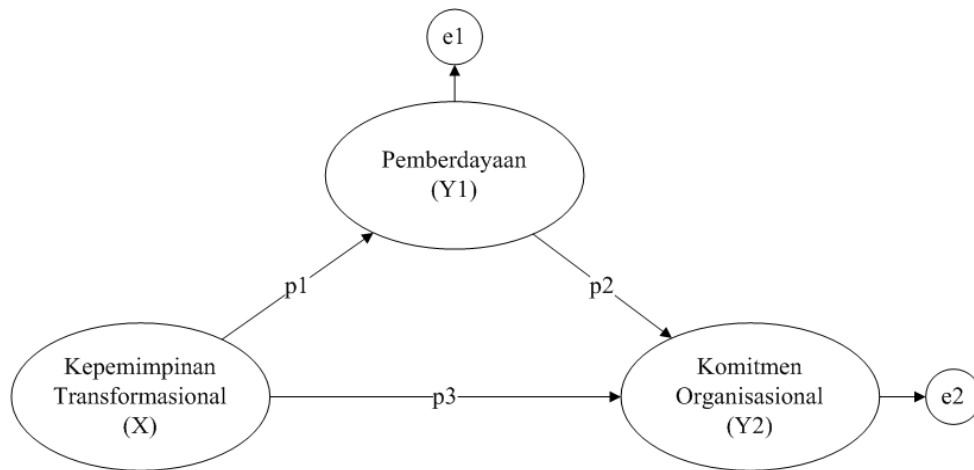 e1
Pemberdayaan
(Y1)
p1
p2
Kepemimpinan
Transformasional
(X)
p3
Komitmen
Organisasional
(Y2)
e2